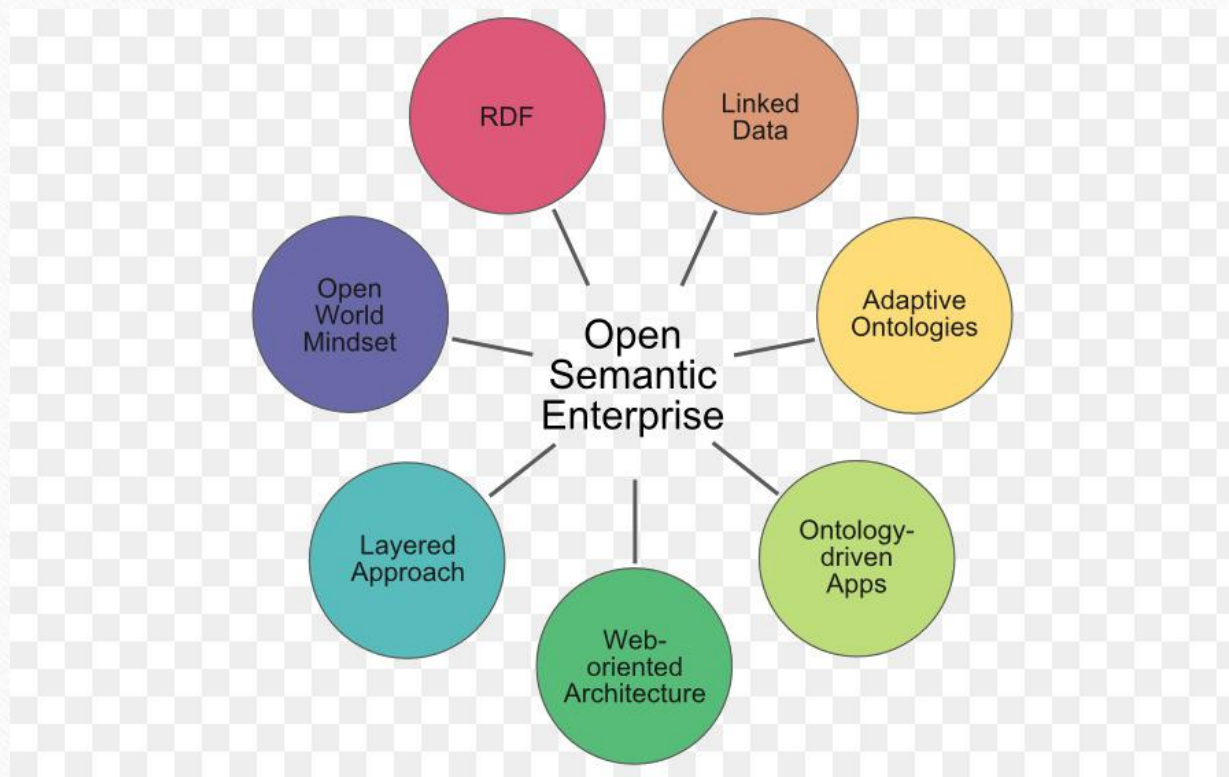 RDF
Linked
Data
Open
World
Mindset
Adaptive
Ontologies
Open
Semantic
Enterprise
Layered
Approach
Ontology-
driven
Apps
Web-
oriented
Architecture